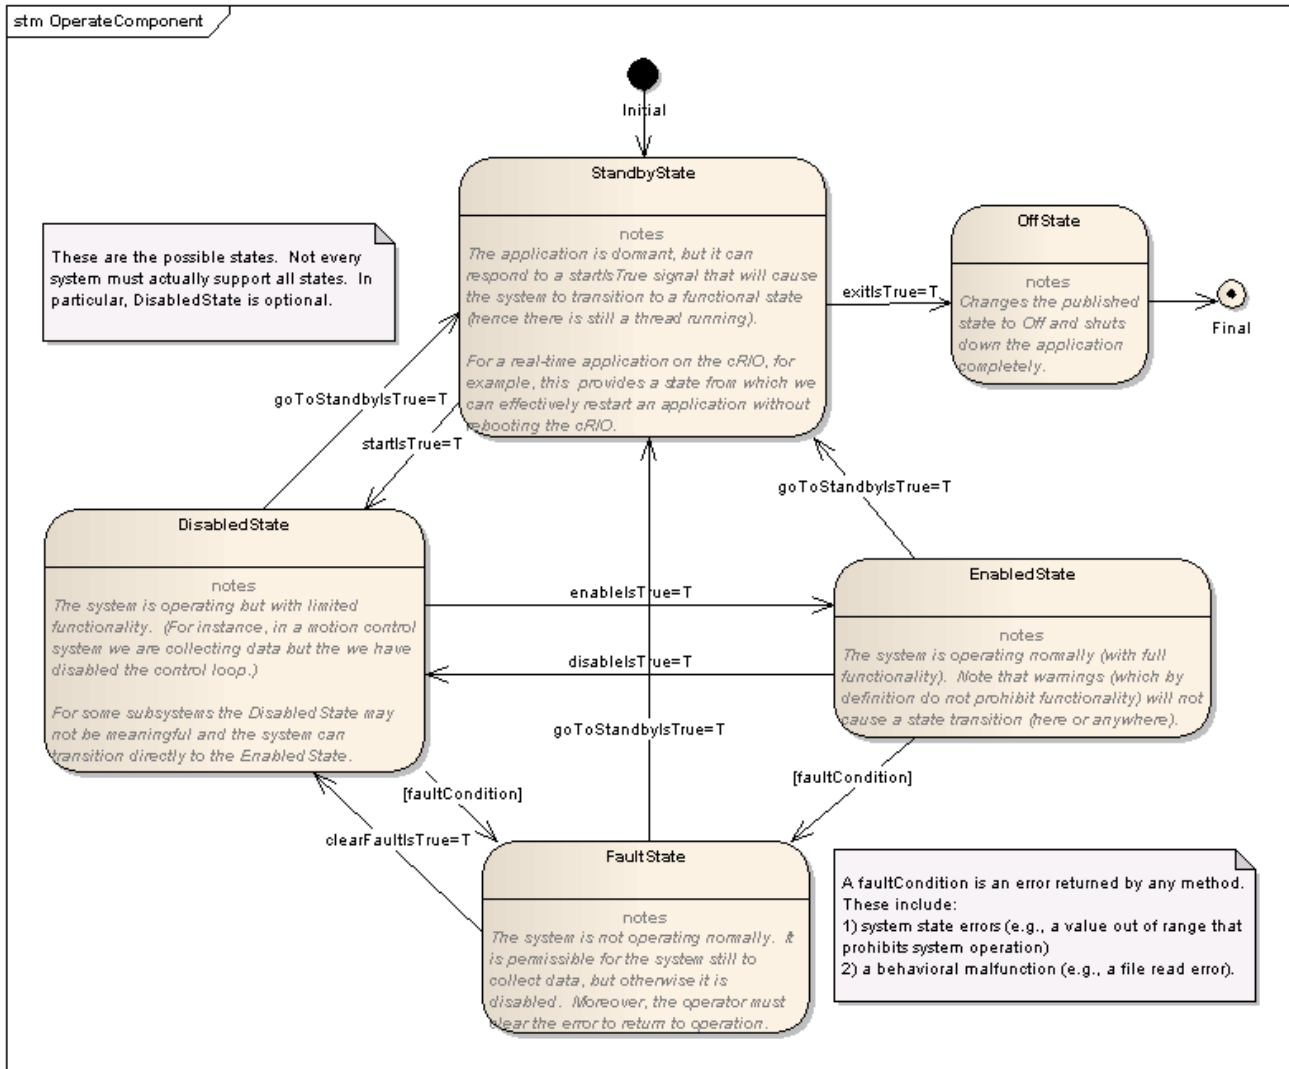 stm OperateComponent
Initial
StandbyState
notes
The application is dormant, but it can
respond to a startIsTrue signal that will cause
the system to transition to a functional state
(hence there is still a thread running).
For a real-time application on the cRIO, for
example, this provides a state from which we
can effectively restart an application without
rebooting the cRIO.
OffState
notes
Changes the published
state to Off and shuts
down the application
completely.
exitIsTrue=T
Final
These are the possible states. Not every
system must actually support all states. In
particular, DisabledState is optional.
goToStandbyIsTrue=T
startIsTrue=T
goToStandbyIsTrue=T
DisabledState
notes
The system is operating but with limited
functionality. (For instance, in a motion control
system we are collecting data but the we have
disabled the control loop.)
For some subsystems the Disabled State may
not be meaningful and the system can
transition directly to the Enabled State.
enableIsTrue=T
disableIsTrue=T
goToStandbyIsTrue=T
EnabledState
notes
The system is operating normally (with full
functionality). Note that warnings (which by
definition do not prohibit functionality) will not
cause a state transition (here or anywhere).
[faultCondition]
[faultCondition]
clearFaultIsTrue=T
FaultState
notes
The system is not operating normally. It
is permissible for the system still to
collect data, but otherwise it is
disabled. Moreover, the operator must
clear the error to return to operation.
A faultCondition is an error returned by any method.
These include:
1) system state errors (e.g., a value out of range that
prohibits system operation)
2) a behavioral malfunction (e.g., a file read error).